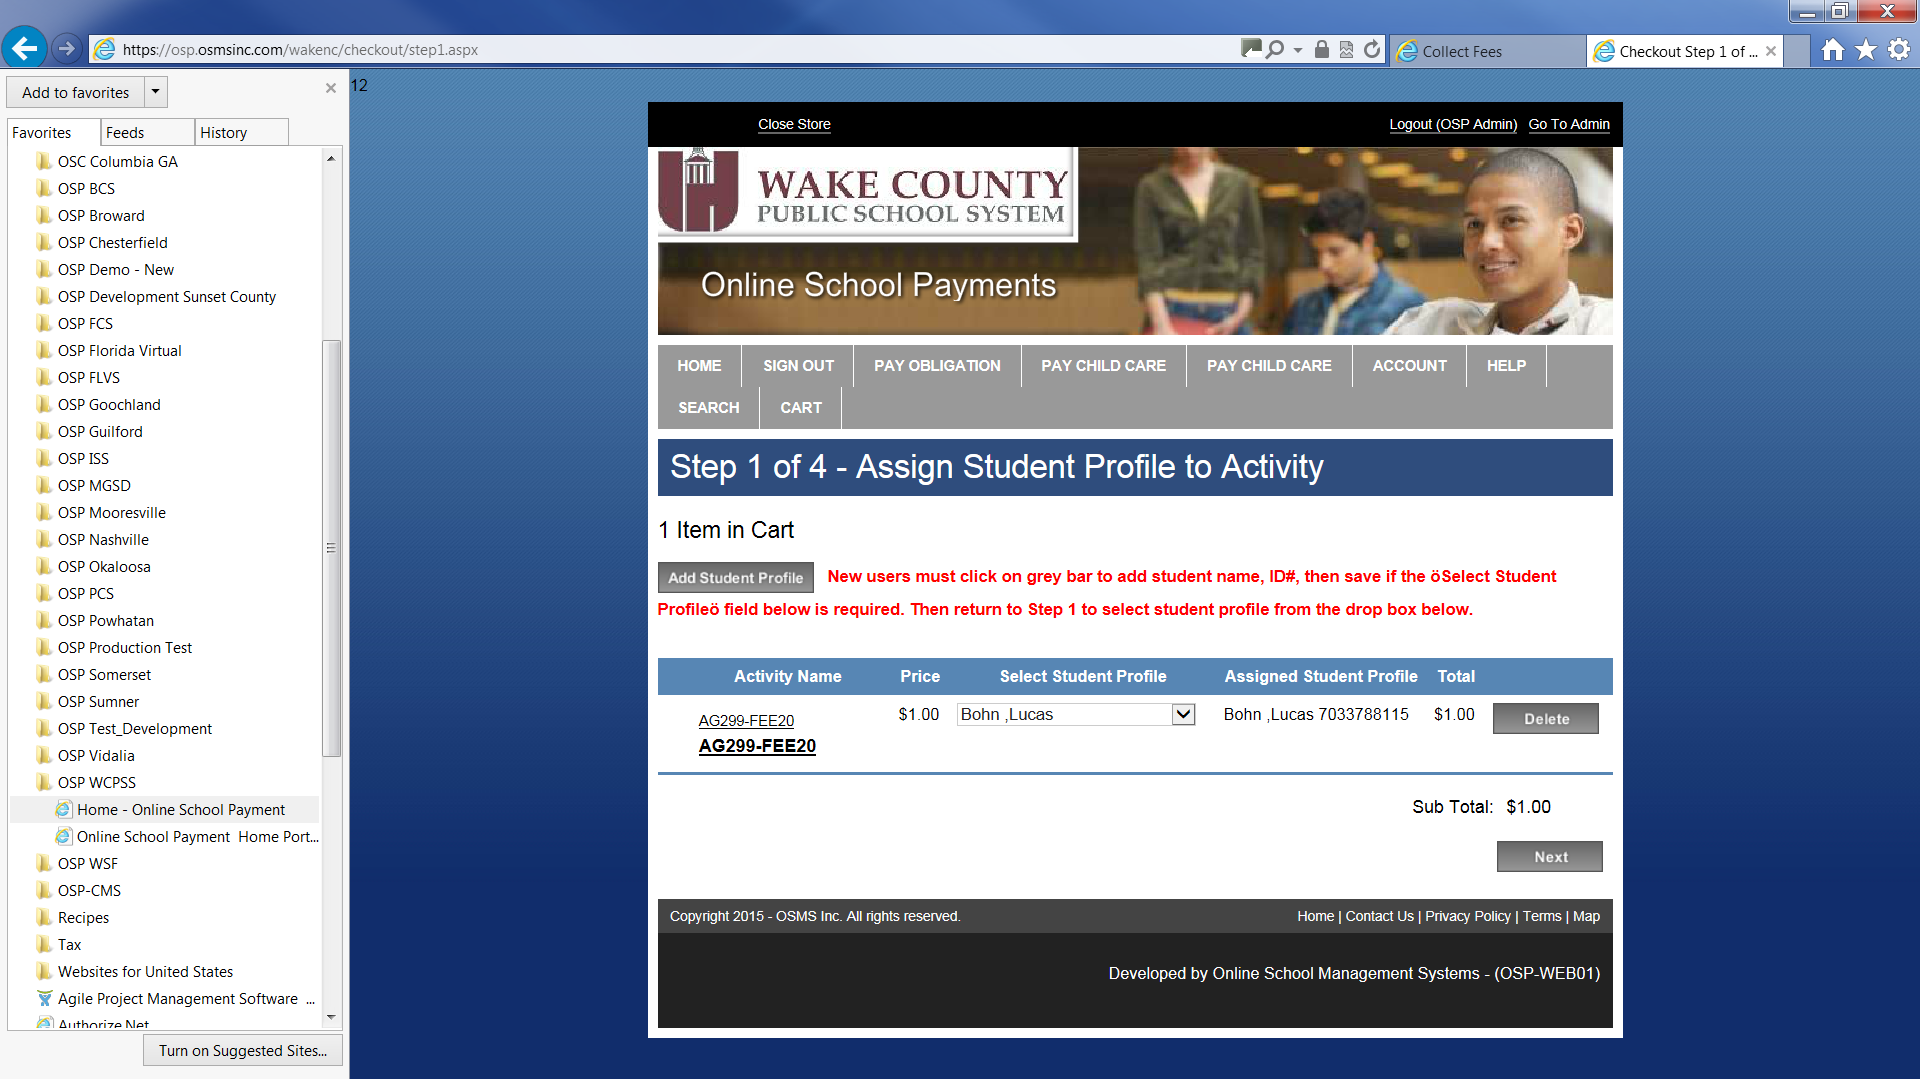 https://osp.osmsinc.com/wakenc/checkout/step1.aspx
Collect Fees
Checkout Step 1 of ...
Add to favorites
12
Favorites
Feeds
History
OSC Columbia GA
OSP BCS
OSP Broward
OSP Chesterfield
OSP Demo - New
OSP Development Sunset County
OSP FCS
OSP Florida Virtual
OSP FLVS
OSP Goochland
OSP Guilford
OSP ISS
OSP MGSD
OSP Mooresville
OSP Nashville
OSP Okaloosa
OSP PCS
OSP Powhatan
OSP Production Test
OSP Somerset
OSP Sumner
OSP Test_Development
OSP Vidalia
OSP WCPSS
Home - Online School Payment
Online School Payment Home Port...
OSP WSF
OSP-CMS
Recipes
Tax
Websites for United States
Agile Project Management Software ...
Authorize.Net
Turn on Suggested Sites...
Close Store
Logout (OSP Admin) Go To Admin
WAKE COUNTY
PUBLIC SCHOOL SYSTEM
Online School Payments
HOME SIGN OUT PAY OBLIGATION PAY CHILD CARE PAY CHILD CARE ACCOUNT HELP
SEARCH CART
Step 1 of 4 - Assign Student Profile to Activity
1 Item in Cart
Add Student Profile New users must click on grey bar to add student name, ID#, then save if the öSelect Student
Profileö field below is required. Then return to Step 1 to select student profile from the drop box below.
Activity Name Price Select Student Profile Assigned Student Profile Total
AG299-FEE20 $1.00 Bohn ,Lucas Bohn ,Lucas 7033788115 $1.00 Delete
AG299-FEE20
Sub Total: $1.00
Next
Copyright 2015 - OSMS Inc. All rights reserved.
Home | Contact Us | Privacy Policy | Terms | Map
Developed by Online School Management Systems - (OSP-WEB01)